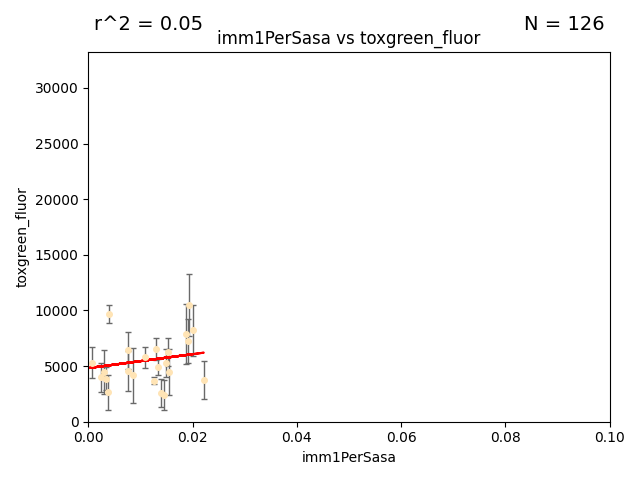 r^2 = 0.05
N = 126
imm1PerSasa vs toxgreen_fluor
30000
25000
20000
15000
10000
5000
0
toxgreen_fluor
0.00
0.02
0.04
0.06
0.08
0.10
imm1PerSasa